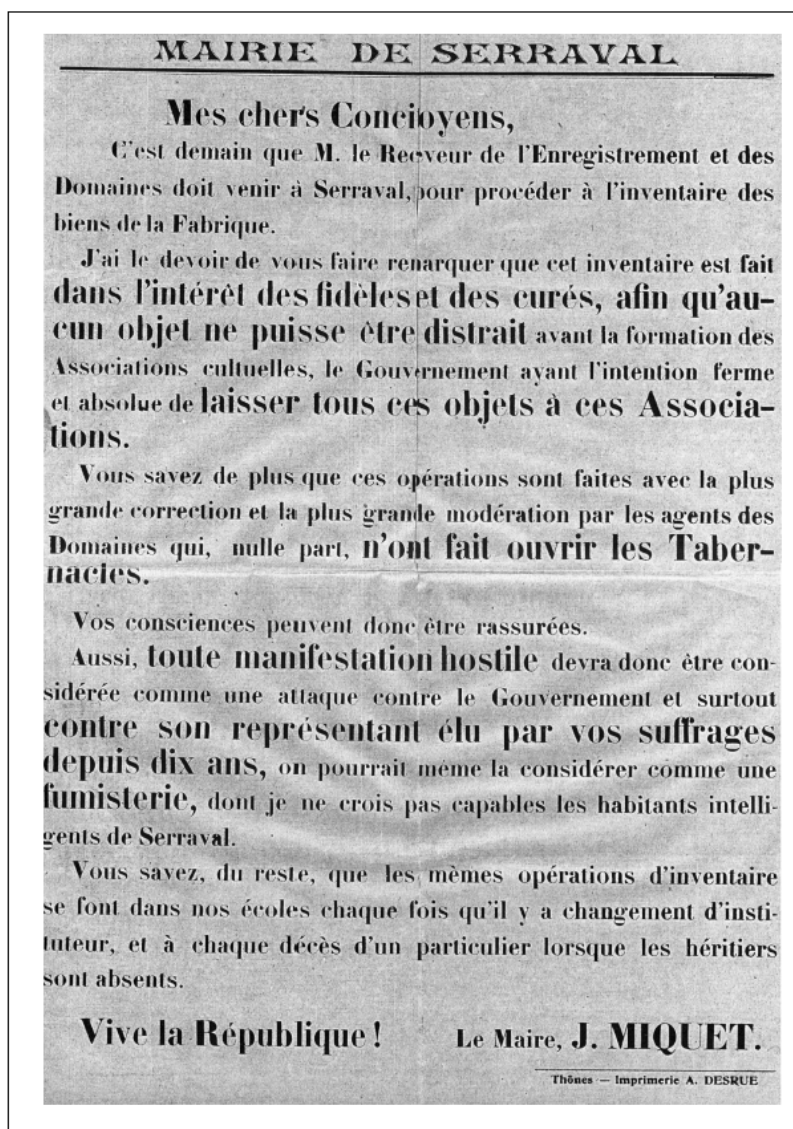 MAIRIE DE SERRAVAL
Mes chers Concitoyens,
C'est demain que M. le Receveur de l'Enregistrement et des
Domaines doit venir à Serraval, pour procéder à l'inventaire des
biens de la Fabrique.
J'ai le devoir de vous faire remarquer que cet inventaire est fait
dans l'intérêt des fidèles et des curés, afin qu'au-
cun objet ne puisse être distrait avant la formation des
Associations cultuelles, le Gouvernement ayant l'intention ferme
et absolue de laisser tous ces objets à ces Associa-
tions.
Vous savez de plus que ces opérations sont faites avec la plus
grande correction et la plus grande modération par les agents des
Domaines qui, nulle part, n'ont fait ouvrir les Taber-
nacles.
Vos consciences peuvent donc être rassurées.
Aussi, toute manifestation hostile devra donc être con-
sidérée comme une attaque contre le Gouvernement et surtout
contre son représentant élu par vos suffrages
depuis dix ans, on pourrait même la considérer comme une
fumisterie, dont je ne crois pas capables les habitants intelli-
gents de Serraval.
Vous savez, du reste, que les mêmes opérations d'inventaire
se font dans nos écoles chaque fois qu'il y a changement d'insti-
tuteur, et à chaque décès d'un particulier lorsque les héritiers
sont absents.
Vive la République ! Le Maire, J. MIQUET.
Thônes — Imprimerie A. DESRUE